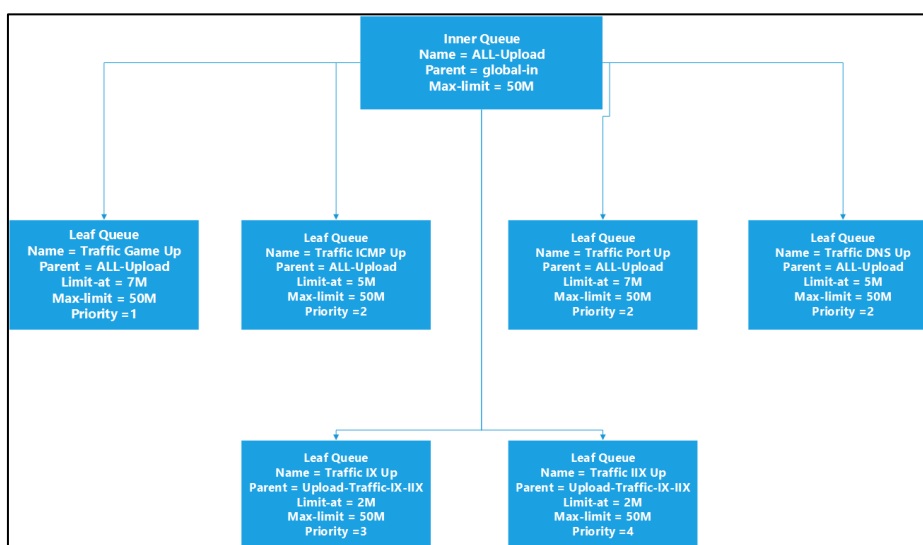 Inner Queue
Name = ALL-Upload
Parent = global-in
Max-limit = 50M
Leaf Queue
Name = Traffic Game Up
Parent = ALL-Upload
Limit-at = 7M
Max-limit = 50M
Priority =1
Leaf Queue
Name = Traffic ICMP Up
Parent = ALL-Upload
Limit-at = 5M
Max-limit = 50M
Priority =2
Leaf Queue
Name = Traffic Port Up
Parent = ALL-Upload
Limit-at = 7M
Max-limit = 50M
Priority =2
Leaf Queue
Name = Traffic DNS Up
Parent = ALL-Upload
Limit-at = 5M
Max-limit = 50M
Priority =2
Leaf Queue
Name = Traffic IX Up
Parent = Upload-Traffic-IX-IIX
Limit-at = 2M
Max-limit = 50M
Priority =3
Leaf Queue
Name = Traffic IIX Up
Parent = Upload-Traffic-IX-IIX
Limit-at = 2M
Max-limit = 50M
Priority =4